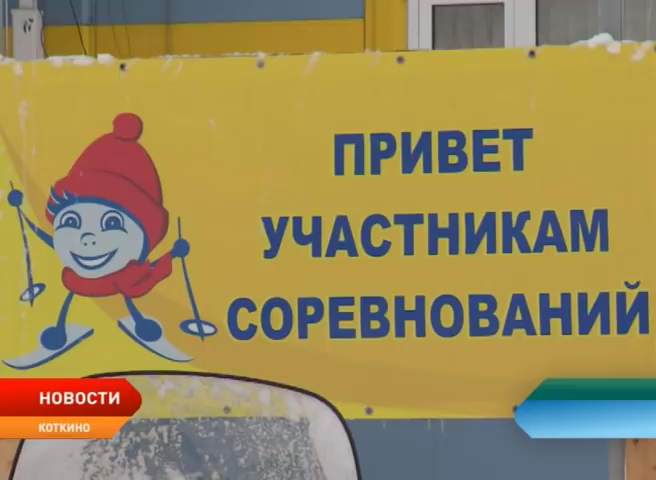 ПРИВЕТ
УЧАСТНИКАМ
СОРЕВНОВАНИЙ
НОВОСТИ
КОТКИНО